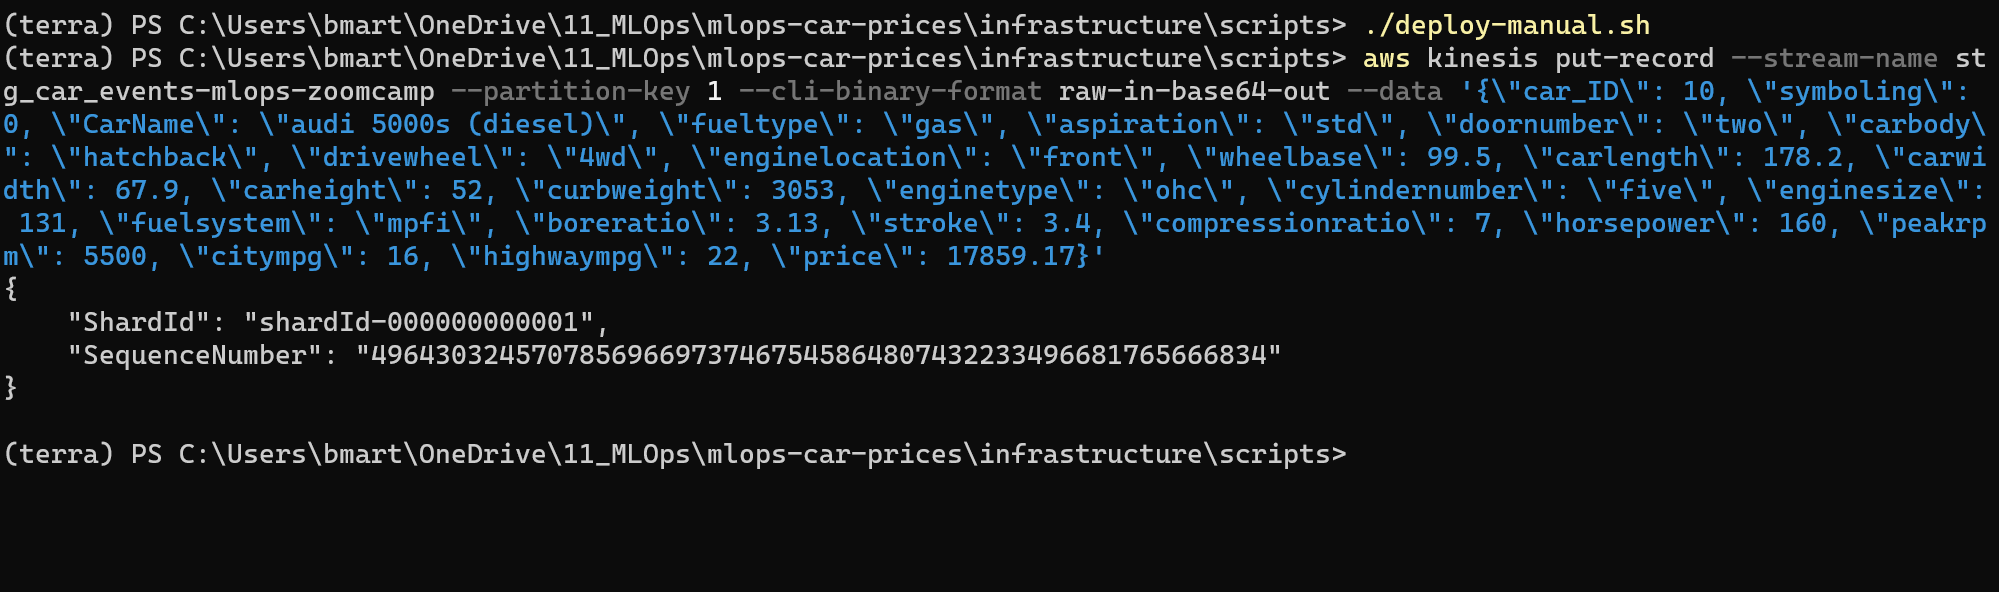 (terra) PS C:\Users\bmart\OneDrive\11_MLOps\mlops-car-prices\infrastructure\scripts> ./deploy-manual.sh
(terra) PS C:\Users\bmart\OneDrive\11_MLOps\mlops-car-prices\infrastructure\scripts> aws kinesis put-record --stream-name st
g_car_events-mlops-zoomcamp --partition-key 1 --cli-binary-format raw-in-base64-out --data '{\"car_ID\": 10, \"symboling\":
0, \"CarName\": \"audi 5000s (diesel)\", \"fueltype\": \"gas\", \"aspiration\": \"std\", \"doornumber\": \"two\", \"carbody\
": \"hatchback\", \"drivewheel\": \"4wd\", \"enginelocation\": \"front\", \"wheelbase\": 99.5, \"carlength\": 178.2, \"carwi
dth\": 67.9, \"carheight\": 52, \"curbweight\": 3053, \"enginetype\": \"ohc\", \"cylindernumber\": \"five\", \"enginesize\":
 131, \"fuelsystem\": \"mpfi\", \"boreratio\": 3.13, \"stroke\": 3.4, \"compressionratio\": 7, \"horsepower\": 160, \"peakrp
m\": 5500, \"citympg\": 16, \"highwaympg\": 22, \"price\": 17859.17}'
{
    "ShardId": "shardId-000000000001",
    "SequenceNumber": "49643032457078569669737467545864807432233496681765666834"
}
(terra) PS C:\Users\bmart\OneDrive\11_MLOps\mlops-car-prices\infrastructure\scripts>